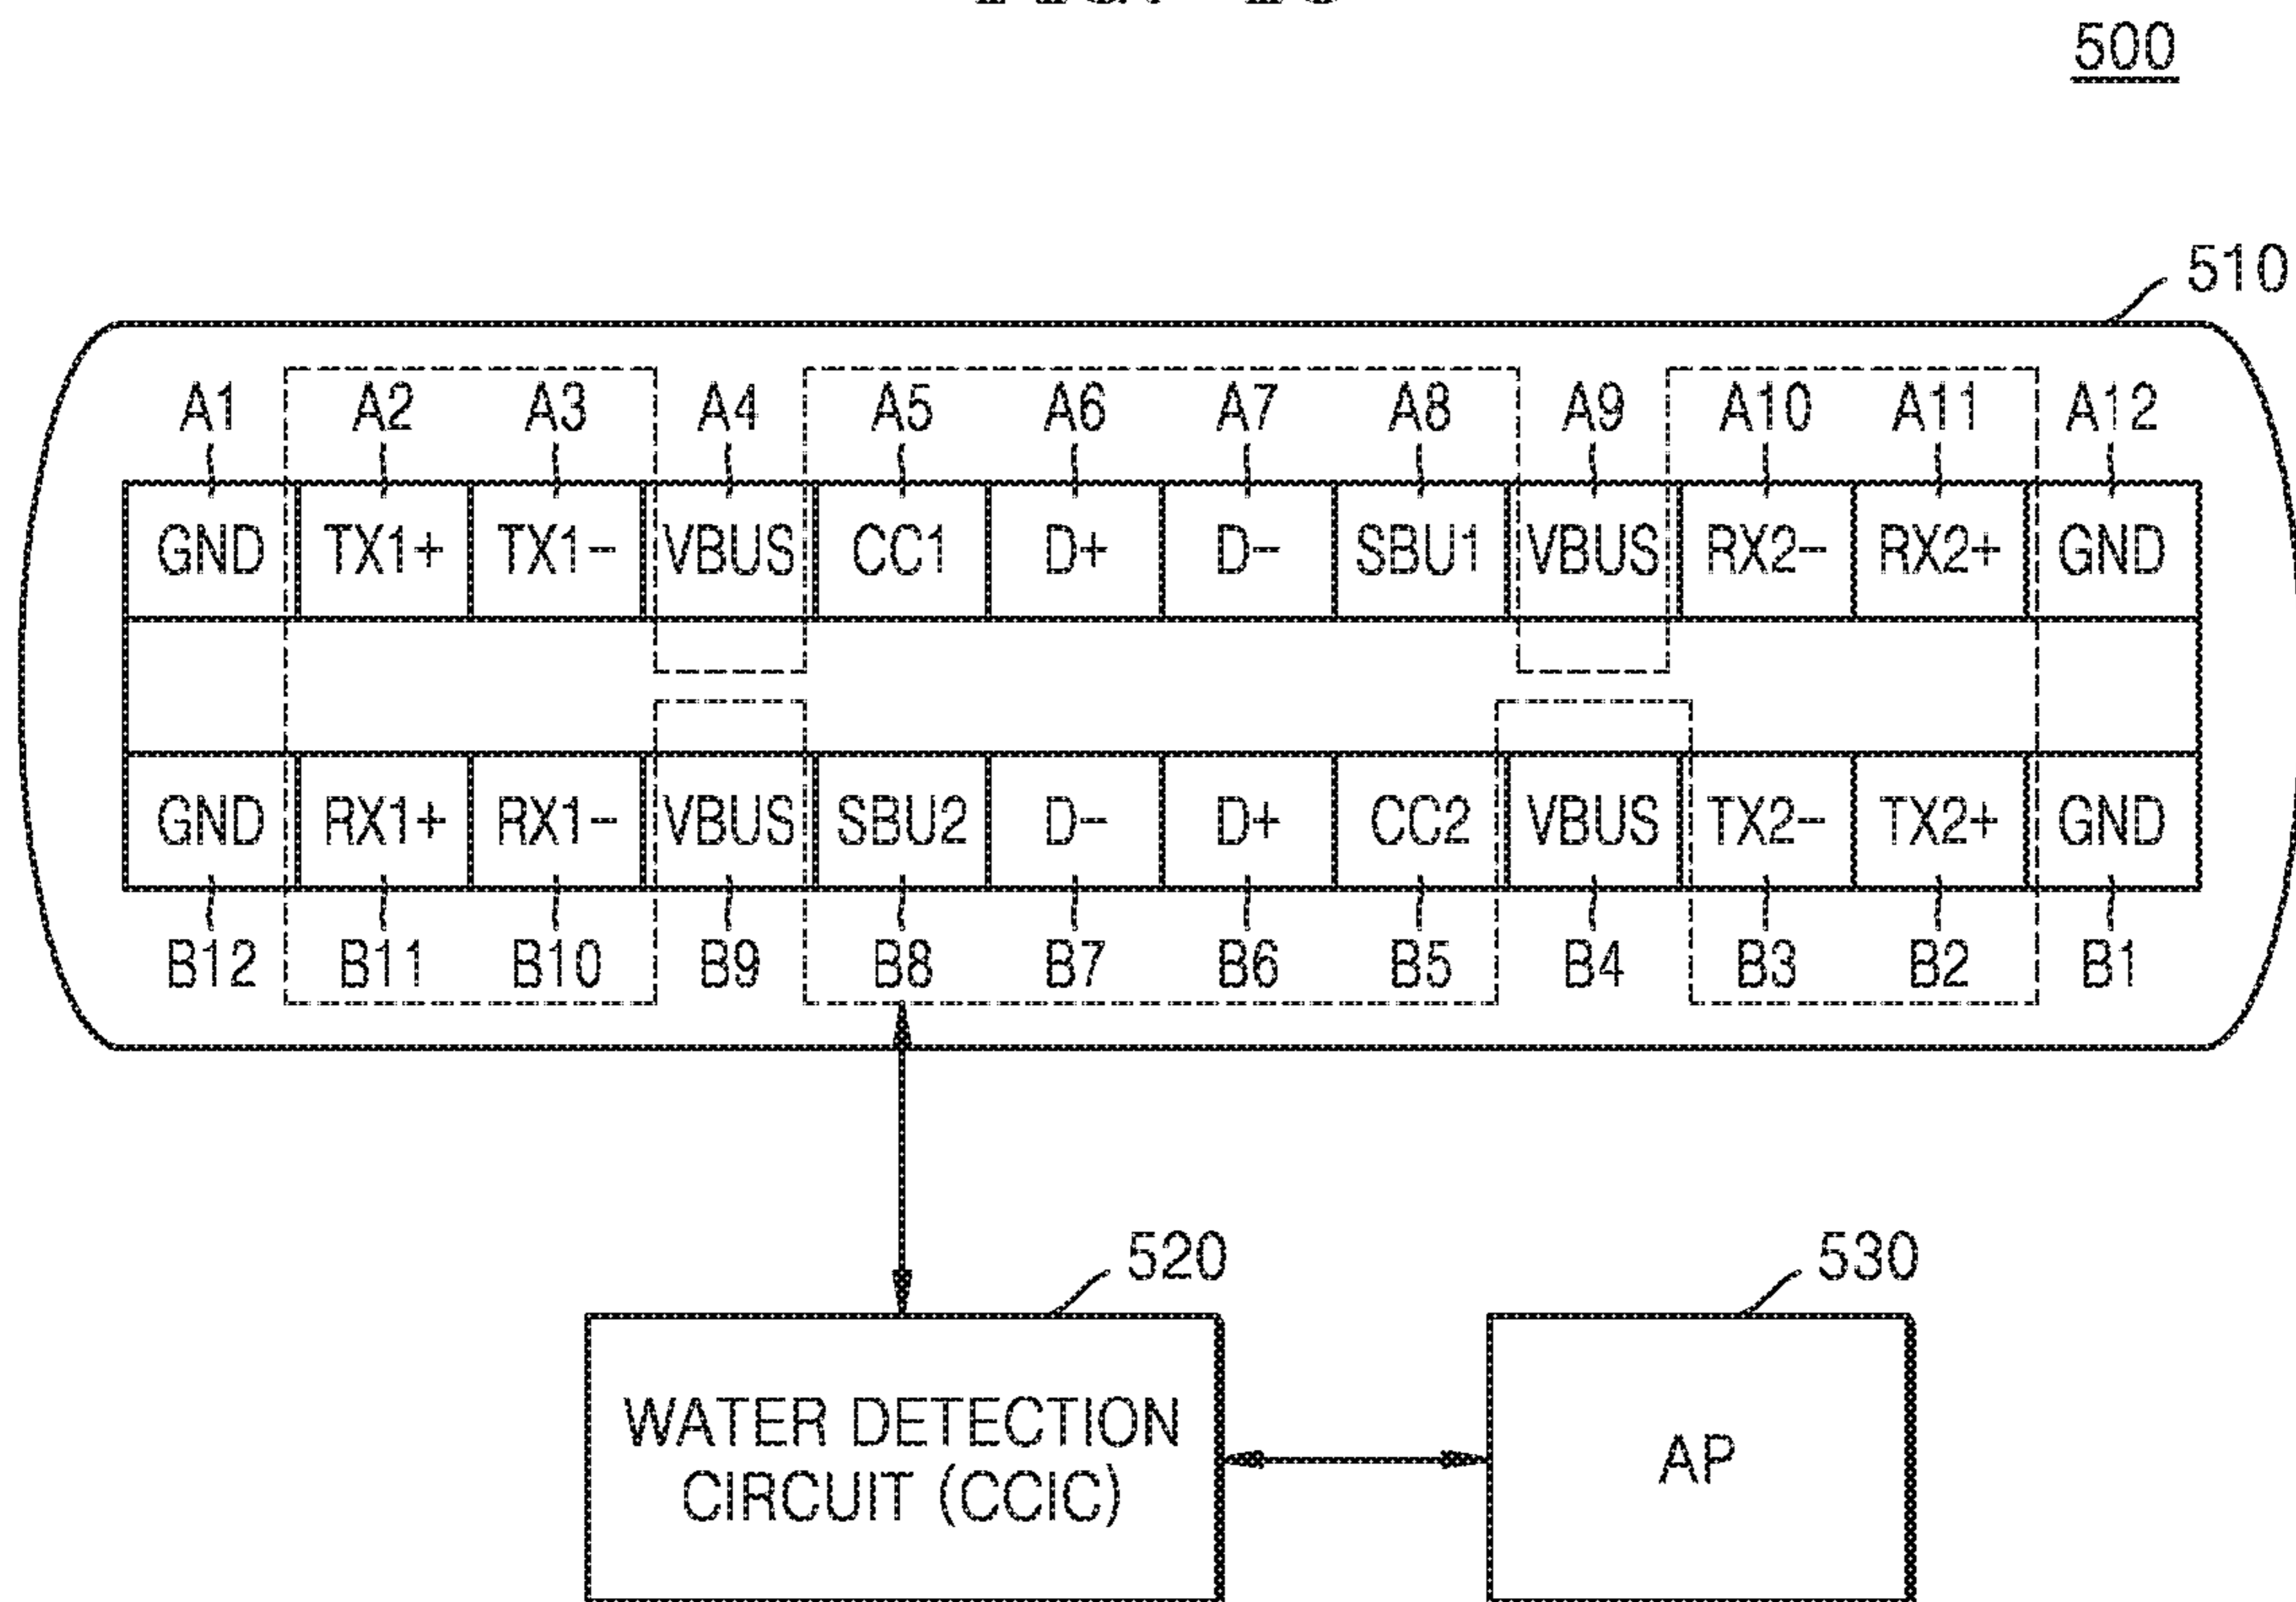 500
510
A1 A2 A3 A4 A5 A6 A7 A8 A9 A10 A11 A12
GND TX1+ TX1- VBUS CC1 D+ D- SBU1 VBUS RX2- RX2+ GND
GND RX1+ RX1- VBUS SBU2 D- D+ CC2 VBUS TX2- TX2+ GND
B12 B11 B10 B9 B8 B7 B6 B5 B4 B3 B2 B1
520 530
WATER DETECTION
CIRCUIT (CCIC)
AP